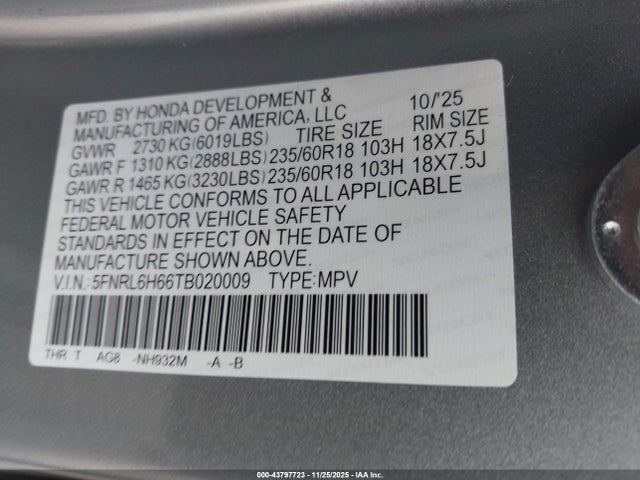 MFD. BY HONDA DEVELOPMENT & 10/'25
MANUFACTURING OF AMERICA, LLC
GVWR 2730 KG(6019LBS) TIRE SIZE RIM SIZE
GAWR F 1310 KG(2888LBS) 235/60R18 103H 18X7.5J
GAWR R 1465 KG(3230LBS) 235/60R18 103H 18X7.5J
THIS VEHICLE CONFORMS TO ALL APPLICABLE
FEDERAL MOTOR VEHICLE SAFETY
STANDARDS IN EFFECT ON THE DATE OF
MANUFACTURE SHOWN ABOVE.
V.I.N.: 5FNRL6H66TB020009 TYPE:MPV
THR T AG8 -NH932M -A -B
000-43797723 — 11/25/2025 — IAA Inc.